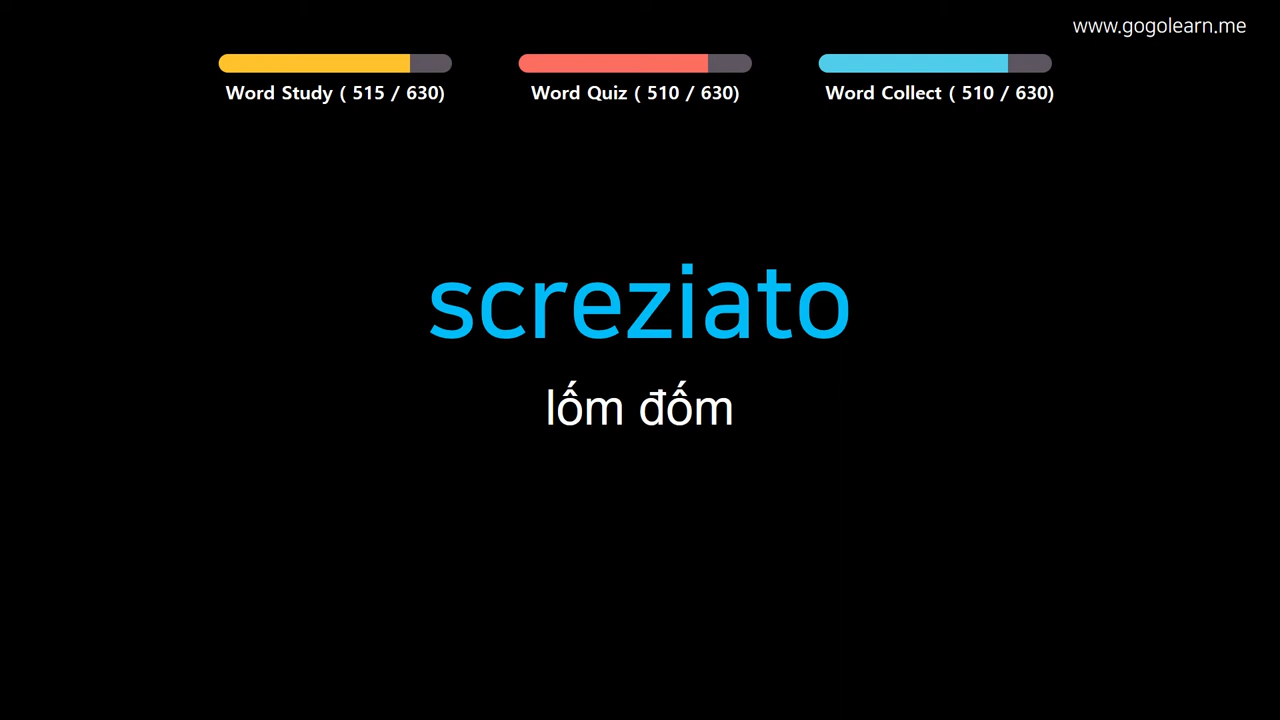 www.gogolearn.me
Word Study ( 515 / 630)
Word Quiz ( 510 / 630)
Word Collect ( 510 / 630)
screziato
lốm đốm